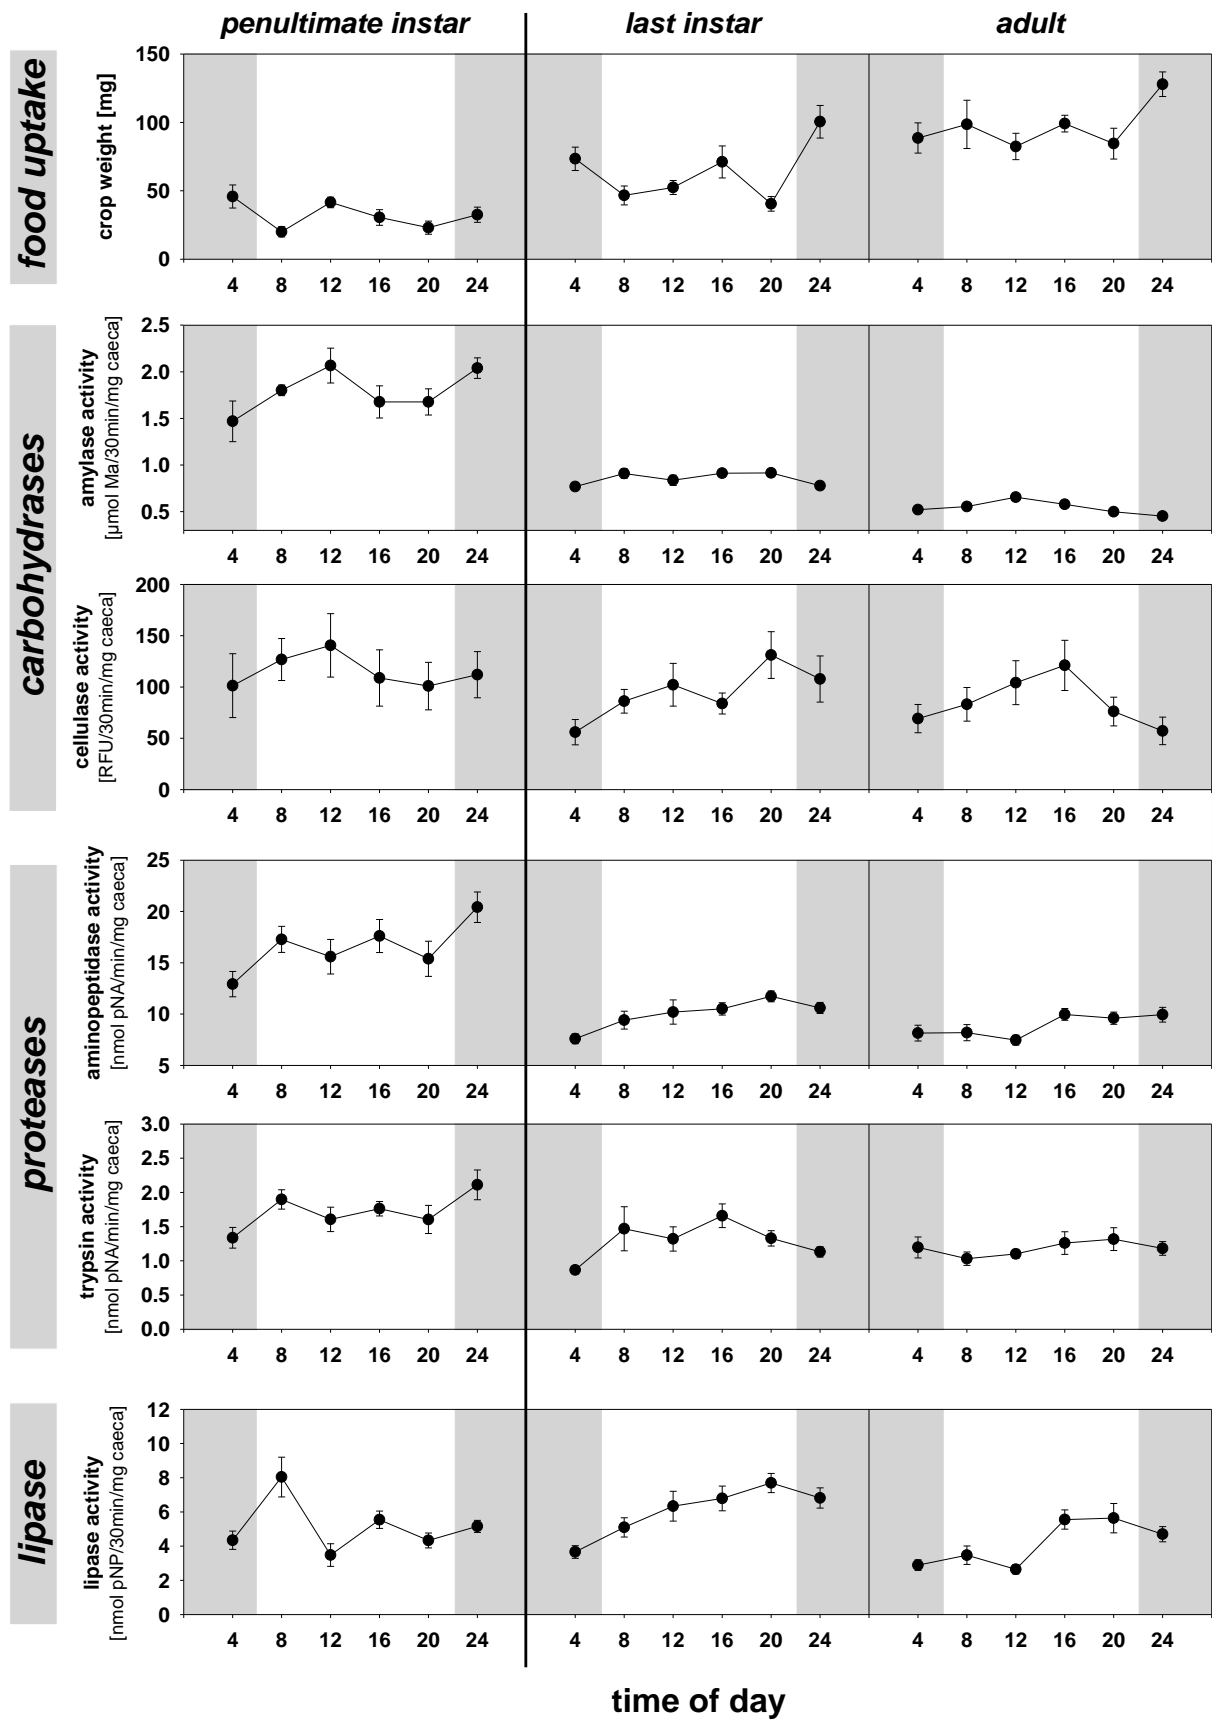 penultimate instar last instar adult
food uptake
crop weight [mg]
150
100
50
0
4 8 12 16 20 24 4 8 12 16 20 24 4 8 12 16 20 24
carbohydrases
amylase activity
[µmol Ma/30min/mg caeca]
2.5
2.0
1.5
1.0
0.5
4 8 12 16 20 24 4 8 12 16 20 24 4 8 12 16 20 24
cellulase activity
[RFU/30min/mg caeca]
200
150
100
50
0
4 8 12 16 20 24 4 8 12 16 20 24 4 8 12 16 20 24
proteases
aminopeptidase activity
[nmol pNA/min/mg caeca]
25
20
15
10
5
4 8 12 16 20 24 4 8 12 16 20 24 4 8 12 16 20 24
trypsin activity
[nmol pNA/min/mg caeca]
3.0
2.5
2.0
1.5
1.0
0.5
0.0
4 8 12 16 20 24 4 8 12 16 20 24 4 8 12 16 20 24
lipase
lipase activity
[nmol pNP/30min/mg caeca]
12
10
8
6
4
2
0
4 8 12 16 20 24 4 8 12 16 20 24 4 8 12 16 20 24
time of day